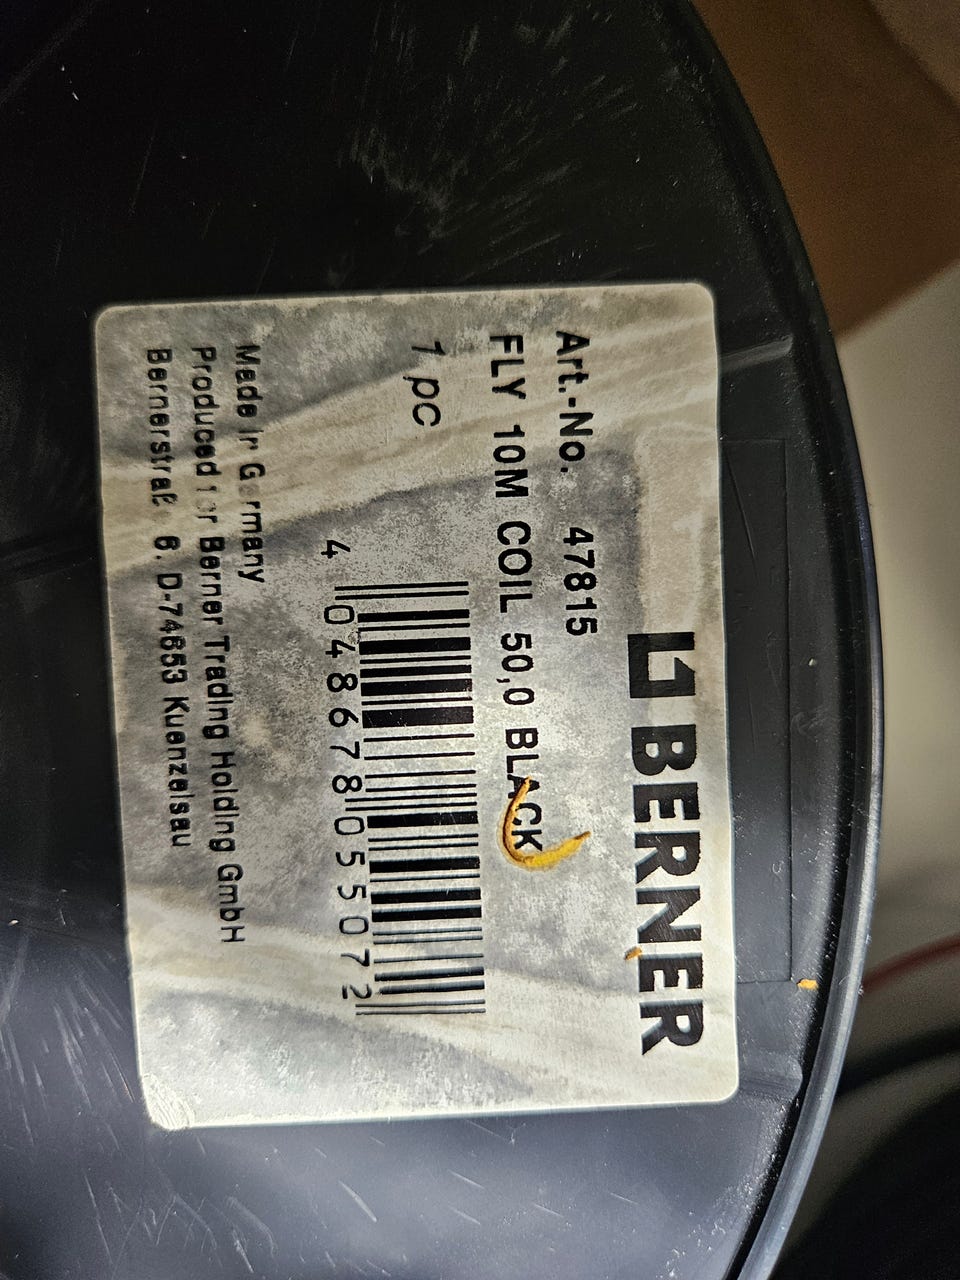 BERNER
Art.-No. 47815
FLY 10M COIL 50,0 BLACK
1 pc
4 048678 055072
Made in Germany
Produced for Berner Trading Holding GmbH
Bernerstraße 6, D-74653 Kuenzelsau